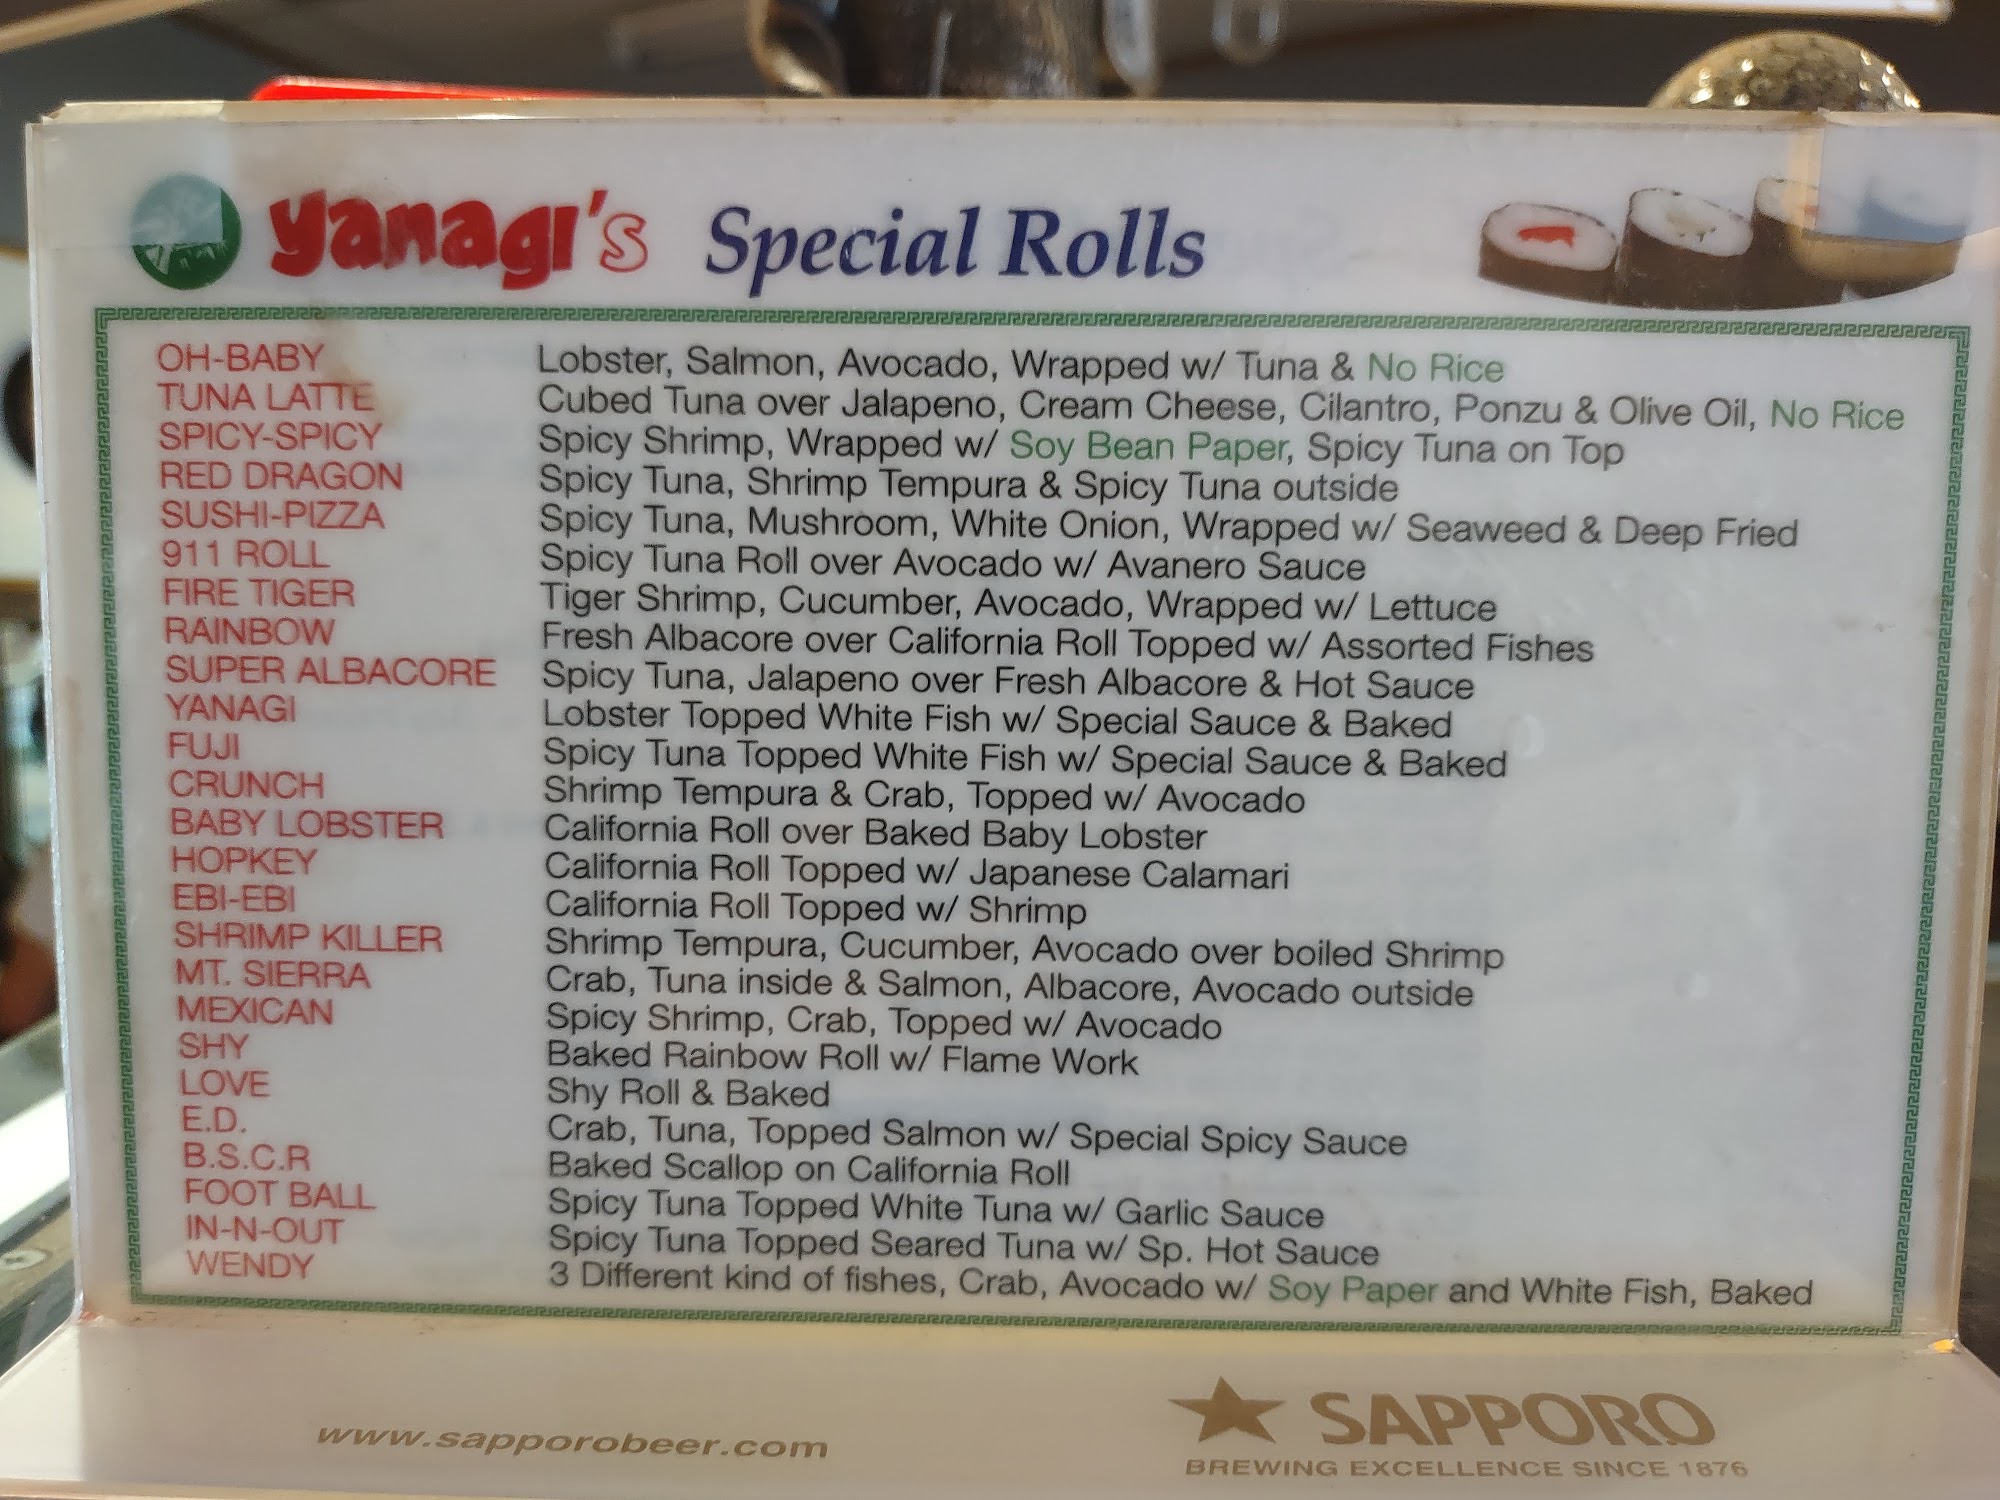 yanagi's Special Rolls
OH-BABY Lobster, Salmon, Avocado, Wrapped w/ Tuna & No Rice
TUNA LATTE Cubed Tuna over Jalapeno, Cream Cheese, Cilantro, Ponzu & Olive Oil, No Rice
SPICY-SPICY Spicy Shrimp, Wrapped w/ Soy Bean Paper, Spicy Tuna on Top
RED DRAGON Spicy Tuna, Shrimp Tempura & Spicy Tuna outside
SUSHI-PIZZA Spicy Tuna, Mushroom, White Onion, Wrapped w/ Seaweed & Deep Fried
911 ROLL Spicy Tuna Roll over Avocado w/ Avanero Sauce
FIRE TIGER Tiger Shrimp, Cucumber, Avocado, Wrapped w/ Lettuce
RAINBOW Fresh Albacore over California Roll Topped w/ Assorted Fishes
SUPER ALBACORE Spicy Tuna, Jalapeno over Fresh Albacore & Hot Sauce
YANAGI Lobster Topped White Fish w/ Special Sauce & Baked
FUJI Spicy Tuna Topped White Fish w/ Special Sauce & Baked
CRUNCH Shrimp Tempura & Crab, Topped w/ Avocado
BABY LOBSTER California Roll over Baked Baby Lobster
HOPKEY California Roll Topped w/ Japanese Calamari
EBI-EBI California Roll Topped w/ Shrimp
SHRIMP KILLER Shrimp Tempura, Cucumber, Avocado over boiled Shrimp
MT. SIERRA Crab, Tuna inside & Salmon, Albacore, Avocado outside
MEXICAN Spicy Shrimp, Crab, Topped w/ Avocado
SHY Baked Rainbow Roll w/ Flame Work
LOVE Shy Roll & Baked
E.D. Crab, Tuna, Topped Salmon w/ Special Spicy Sauce
B.S.C.R Baked Scallop on California Roll
FOOT BALL Spicy Tuna Topped White Tuna w/ Garlic Sauce
IN-N-OUT Spicy Tuna Topped Seared Tuna w/ Sp. Hot Sauce
WENDY 3 Different kind of fishes, Crab, Avocado w/ Soy Paper and White Fish, Baked
www.sapporobeer.com
SAPPORO
BREWING EXCELLENCE SINCE 1876